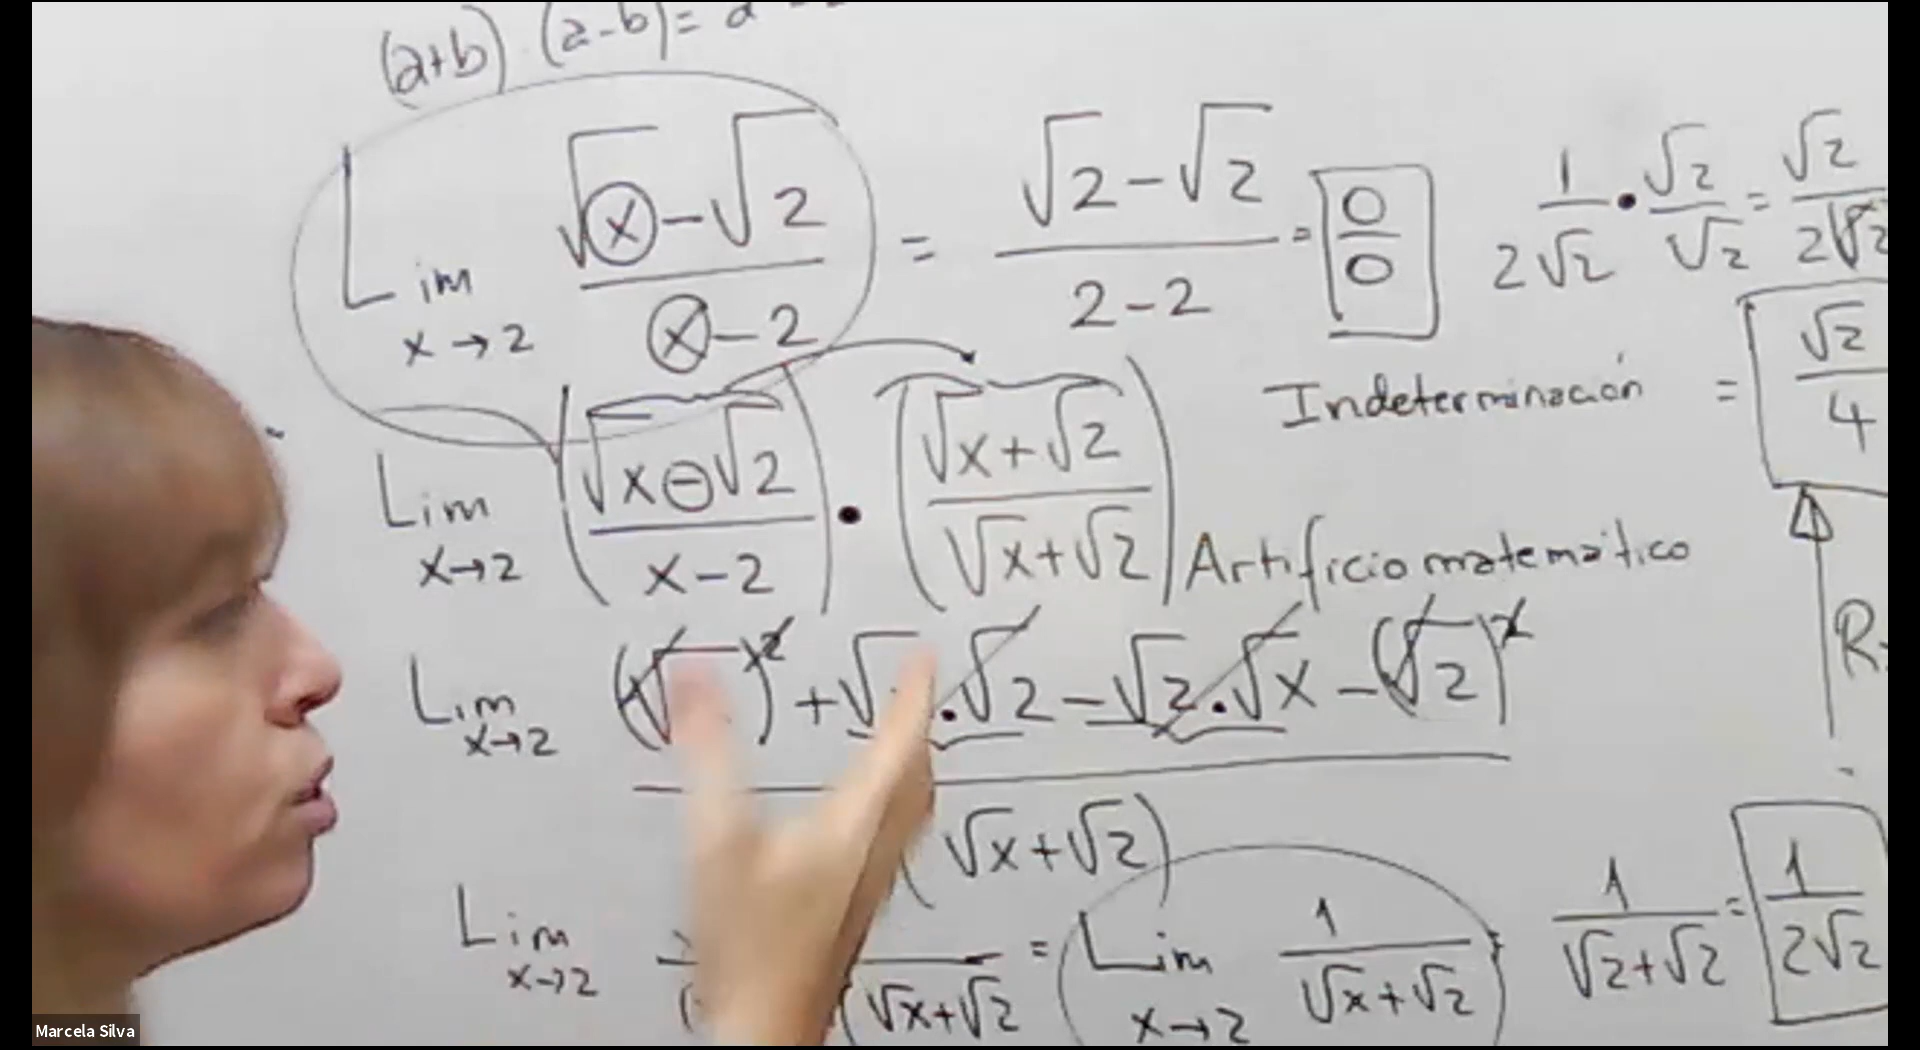 (a+b) . (a-b) = a
Lim x→2 (√x - √2)/(x - 2) = (√2 - √2)/(2 - 2) = 0/0
1/(2√2) • √2/√2 = √2/(2√2
Indeterminación
= √2/4
Lim x→2 ((√x - √2)/(x - 2)) • ((√x + √2)/(√x + √2)) Artificio matemático
Lim x→2 (√ )² + √ . √2 - √2 . √x - (√2)²
(√x + √2)
R
Lim x→2 √x + √2 = Lim x→2 1/(√x + √2)
1/(√2 + √2) = 1/(2√2)
Marcela Silva